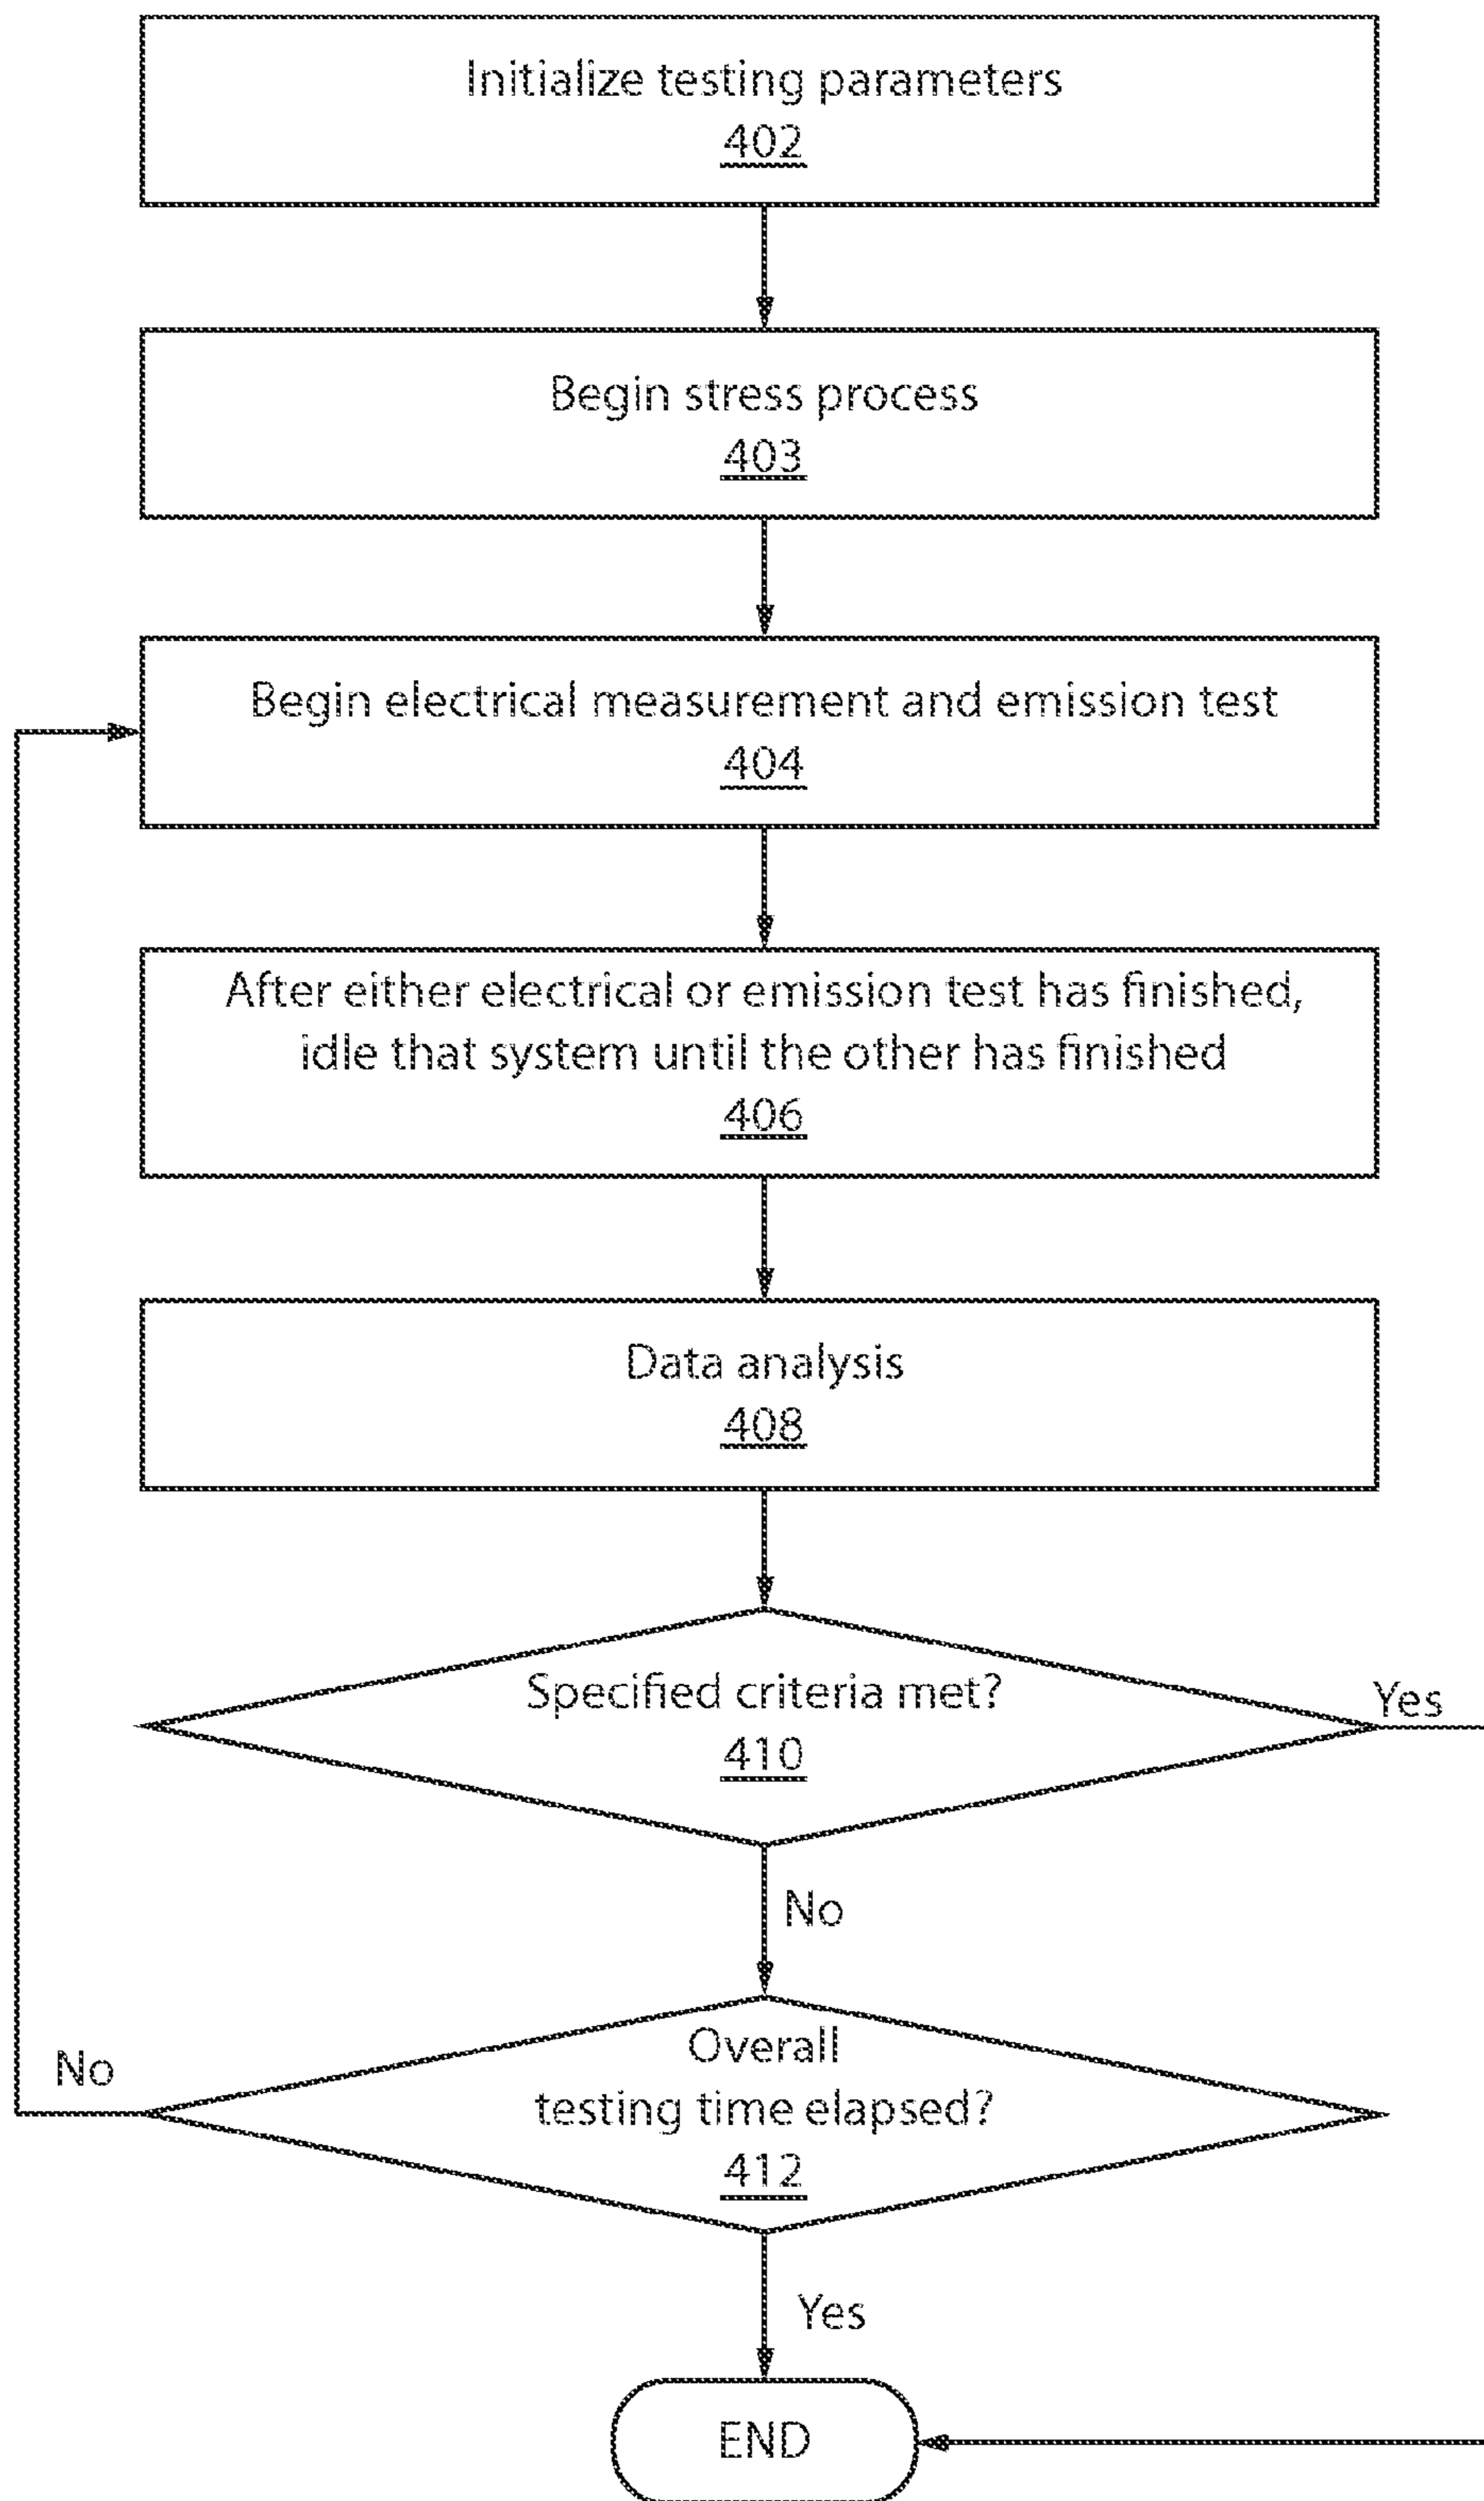 Initialize testing parameters
402
Begin stress process
403
Begin electrical measurement and emission test
404
After either electrical or emission test has finished,
idle that system until the other has finished
406
Data analysis
408
Specified criteria met?
410
Yes
No
Overall
testing time elapsed?
412
No
Yes
END